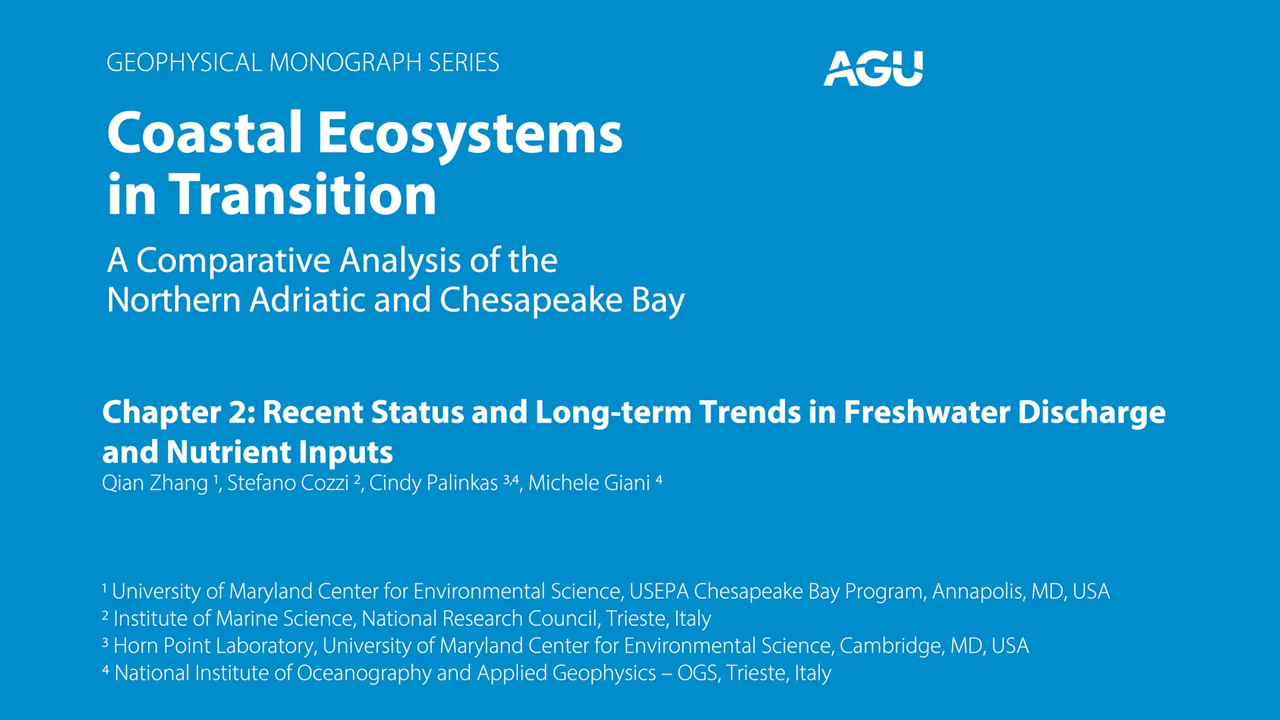 GEOPHYSICAL MONOGRAPH SERIES
AGU
Coastal Ecosystems
in Transition
A Comparative Analysis of the
Northern Adriatic and Chesapeake Bay
Chapter 2: Recent Status and Long-term Trends in Freshwater Discharge
and Nutrient Inputs
Qian Zhang ¹, Stefano Cozzi ², Cindy Palinkas ³,⁴, Michele Giani ⁴
¹ University of Maryland Center for Environmental Science, USEPA Chesapeake Bay Program, Annapolis, MD, USA
² Institute of Marine Science, National Research Council, Trieste, Italy
³ Horn Point Laboratory, University of Maryland Center for Environmental Science, Cambridge, MD, USA
⁴ National Institute of Oceanography and Applied Geophysics – OGS, Trieste, Italy